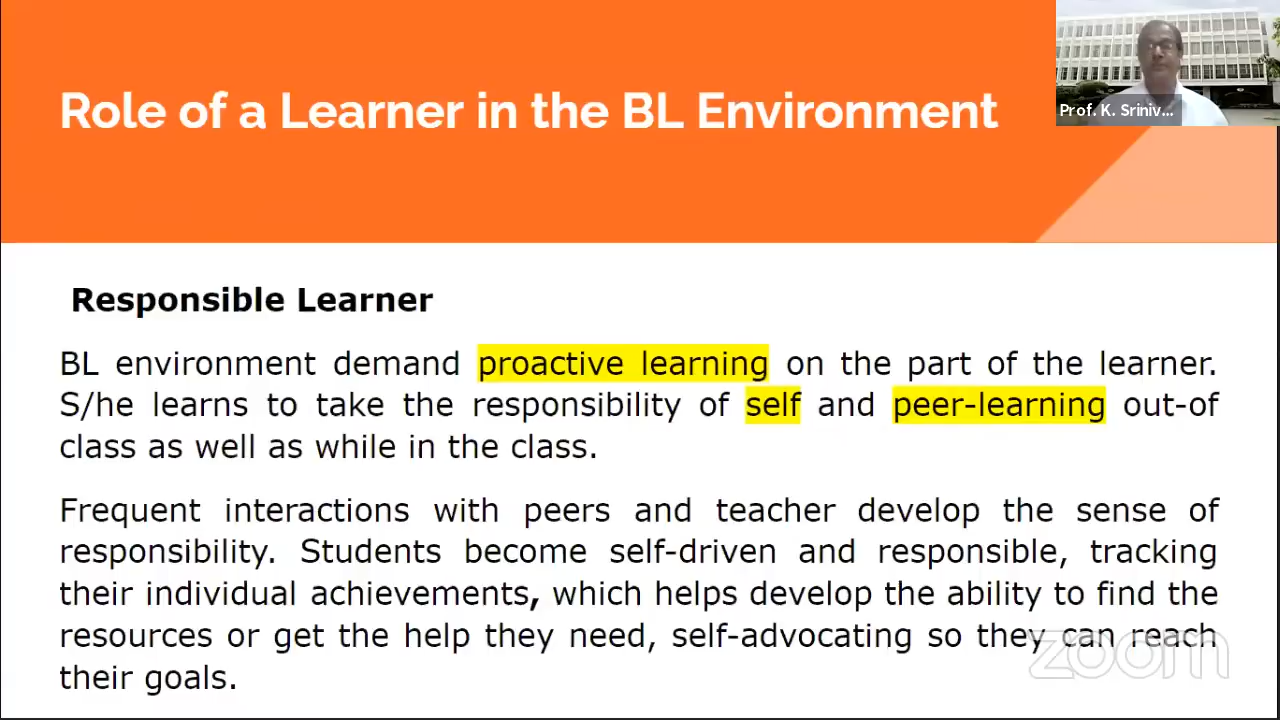 Role of a Learner in the BL Environment
Prof. K. Sriniv...
Responsible Learner
BL environment demand proactive learning on the part of the learner.
S/he learns to take the responsibility of self and peer-learning out-of
class as well as while in the class.
Frequent interactions with peers and teacher develop the sense of
responsibility. Students become self-driven and responsible, tracking
their individual achievements, which helps develop the ability to find the
resources or get the help they need, self-advocating so they can reach
their goals.
zoom